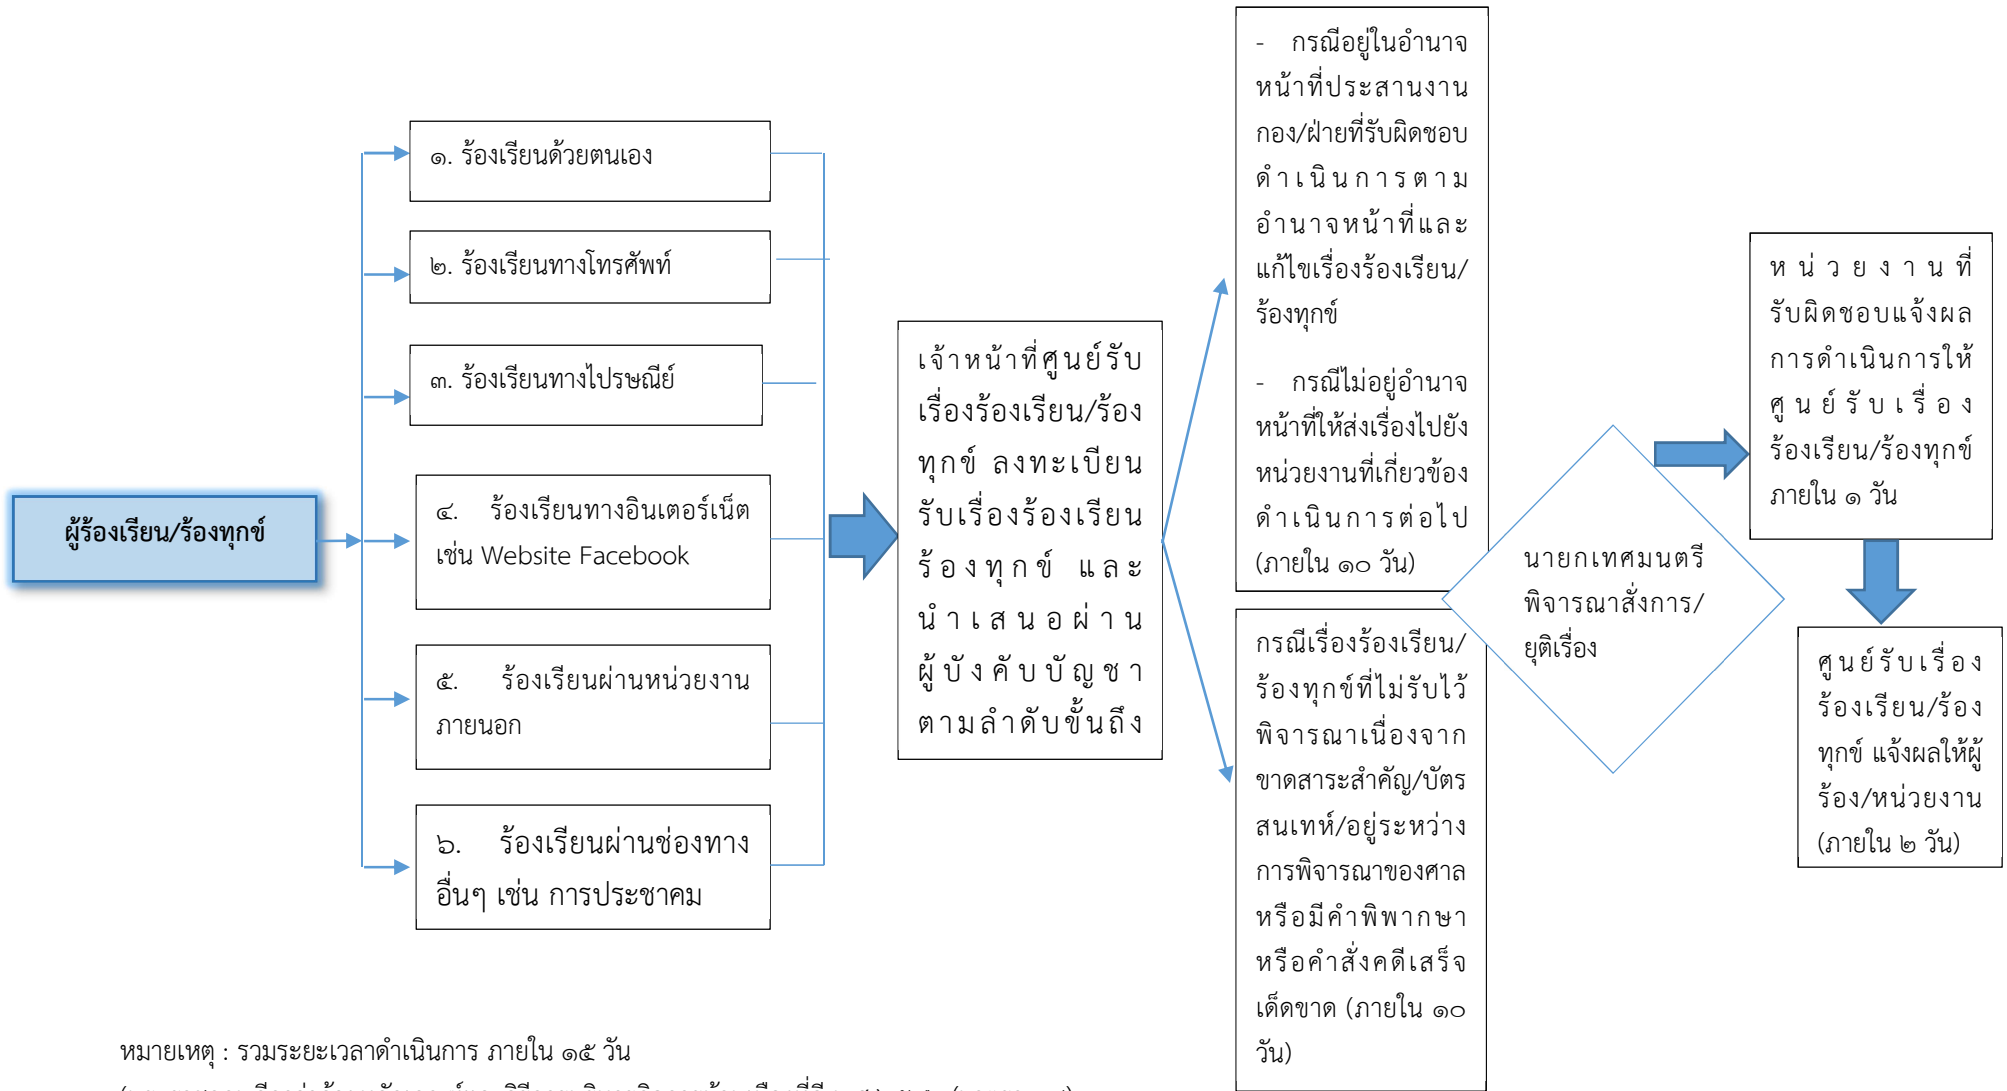 ผู้ร้องเรียน/ร้องทุกข์
๑. ร้องเรียนด้วยตนเอง
๒. ร้องเรียนทางโทรศัพท์
๓. ร้องเรียนทางไปรษณีย์
๔. ร้องเรียนทางอินเตอร์เน็ต
เช่น Website Facebook
๕. ร้องเรียนผ่านหน่วยงาน
ภายนอก
๖. ร้องเรียนผ่านช่องทาง
อื่นๆ เช่น การประชาคม
เจ้าหน้าที่ศูนย์รับ
เรื่องร้องเรียน/ร้อง
ทุกข์ ลงทะเบียน
รับเรื่องร้องเรียน
ร้องทุกข์ และ
นำเสนอผ่าน
ผู้บังคับบัญชา
ตามลำดับขั้นถึง
- กรณีอยู่ในอำนาจ
หน้าที่ประสานงาน
กอง/ฝ่ายที่รับผิดชอบ
ดำเนินการตาม
อำนาจหน้าที่และ
แก้ไขเรื่องร้องเรียน/
ร้องทุกข์
- กรณีไม่อยู่อำนาจ
หน้าที่ให้ส่งเรื่องไปยัง
หน่วยงานที่เกี่ยวข้อง
ดำเนินการต่อไป
(ภายใน ๑๐ วัน)
กรณีเรื่องร้องเรียน/
ร้องทุกข์ที่ไม่รับไว้
พิจารณาเนื่องจาก
ขาดสาระสำคัญ/บัตร
สนเทห์/อยู่ระหว่าง
การพิจารณาของศาล
หรือมีคำพิพากษา
หรือคำสั่งคดีเสร็จ
เด็ดขาด (ภายใน ๑๐
วัน)
นายกเทศมนตรี
พิจารณาสั่งการ/
ยุติเรื่อง
หน่วยงานที่
รับผิดชอบแจ้งผล
การดำเนินการให้
ศูนย์รับเรื่อง
ร้องเรียน/ร้องทุกข์
ภายใน ๑ วัน
ศูนย์รับเรื่อง
ร้องเรียน/ร้อง
ทุกข์ แจ้งผลให้ผู้
ร้อง/หน่วยงาน
(ภายใน ๒ วัน)
หมายเหตุ : รวมระยะเวลาดำเนินการ ภายใน ๑๕ วัน